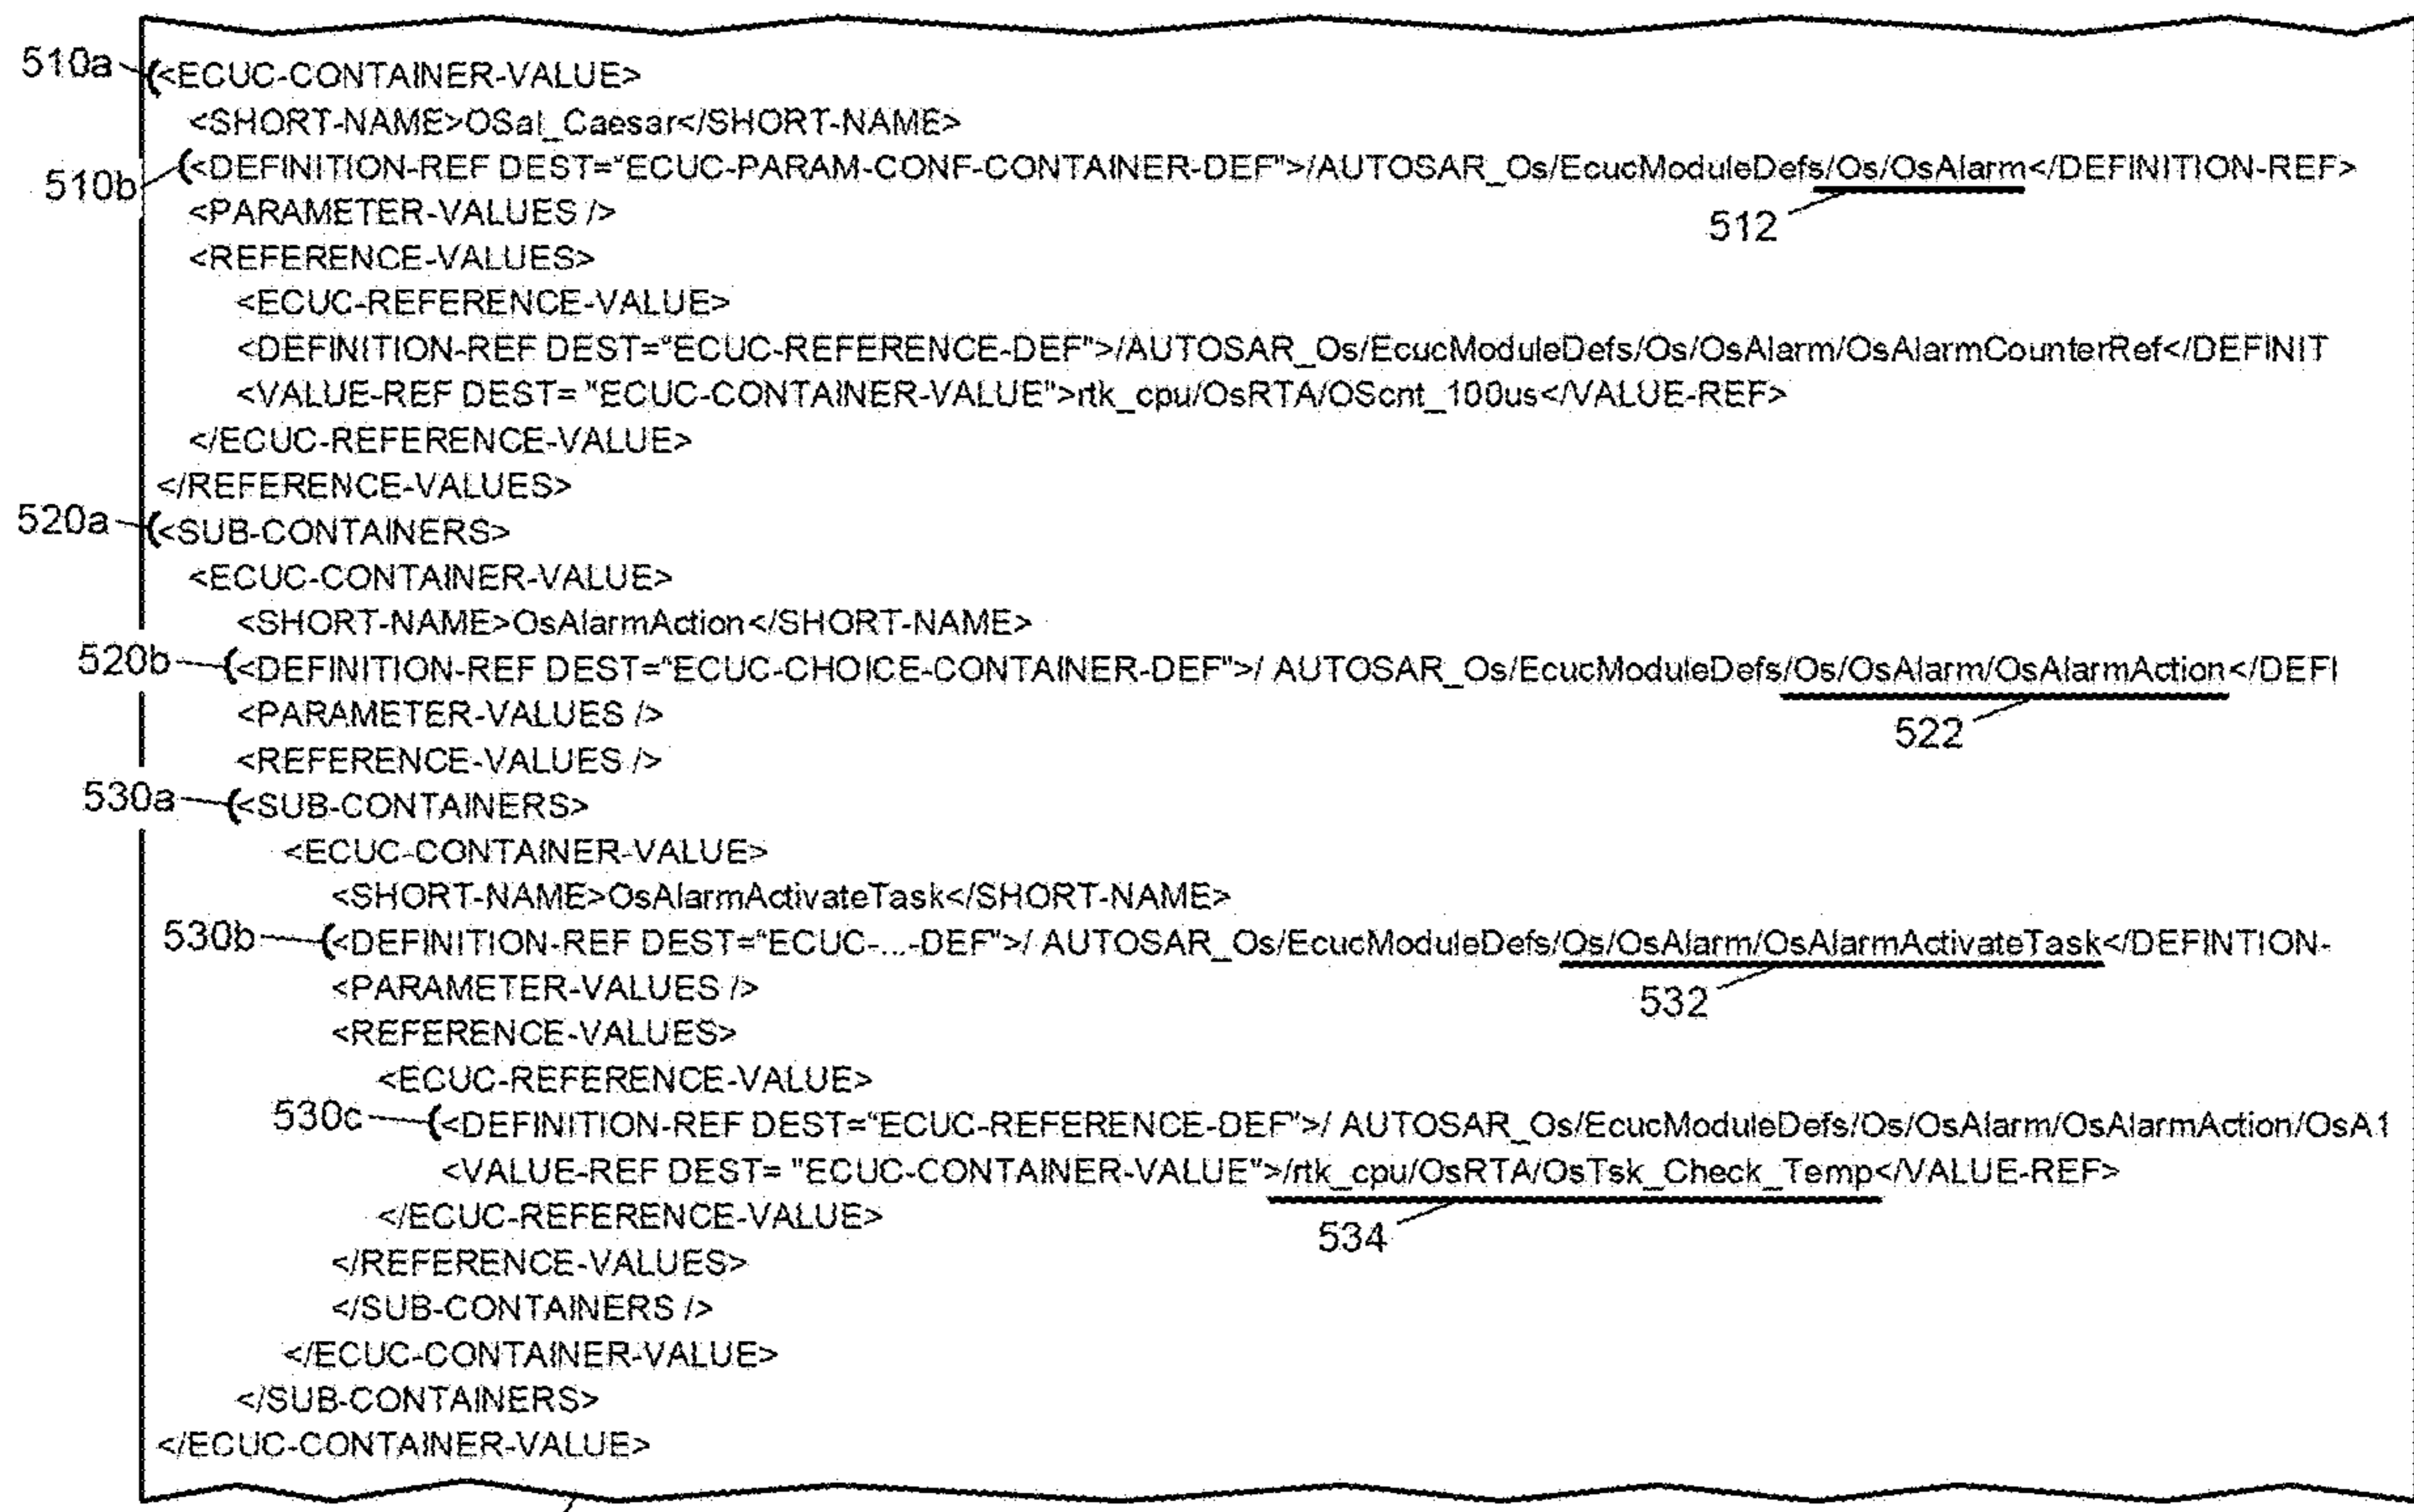 510a <ECUC-CONTAINER-VALUE>
<SHORT-NAME>OSal_Caesar</SHORT-NAME>
510b <DEFINITION-REF DEST="ECUC-PARAM-CONF-CONTAINER-DEF">/AUTOSAR_Os/EcucModuleDefs/Os/OsAlarm</DEFINITION-REF>
<PARAMETER-VALUES />
512
<REFERENCE-VALUES>
<ECUC-REFERENCE-VALUE>
<DEFINITION-REF DEST="ECUC-REFERENCE-DEF">/AUTOSAR_Os/EcucModuleDefs/Os/OsAlarm/OsAlarmCounterRef</DEFINIT
<VALUE-REF DEST= "ECUC-CONTAINER-VALUE">rtk_cpu/OsRTA/OScnt_100us</VALUE-REF>
</ECUC-REFERENCE-VALUE>
</REFERENCE-VALUES>
520a <SUB-CONTAINERS>
<ECUC-CONTAINER-VALUE>
<SHORT-NAME>OsAlarmAction</SHORT-NAME>
520b <DEFINITION-REF DEST="ECUC-CHOICE-CONTAINER-DEF">/ AUTOSAR_Os/EcucModuleDefs/Os/OsAlarm/OsAlarmAction</DEFI
<PARAMETER-VALUES />
522
<REFERENCE-VALUES />
530a <SUB-CONTAINERS>
<ECUC-CONTAINER-VALUE>
<SHORT-NAME>OsAlarmActivateTask</SHORT-NAME>
530b <DEFINITION-REF DEST="ECUC-...-DEF">/ AUTOSAR_Os/EcucModuleDefs/Os/OsAlarm/OsAlarmActivateTask</DEFINTION-
<PARAMETER-VALUES />
532
<REFERENCE-VALUES>
<ECUC-REFERENCE-VALUE>
530c <DEFINITION-REF DEST="ECUC-REFERENCE-DEF">/ AUTOSAR_Os/EcucModuleDefs/Os/OsAlarm/OsAlarmAction/OsA1
<VALUE-REF DEST= "ECUC-CONTAINER-VALUE">/rtk_cpu/OsRTA/OsTsk_Check_Temp</VALUE-REF>
</ECUC-REFERENCE-VALUE>
534
</REFERENCE-VALUES>
</SUB-CONTAINERS />
</ECUC-CONTAINER-VALUE>
</SUB-CONTAINERS>
</ECUC-CONTAINER-VALUE>